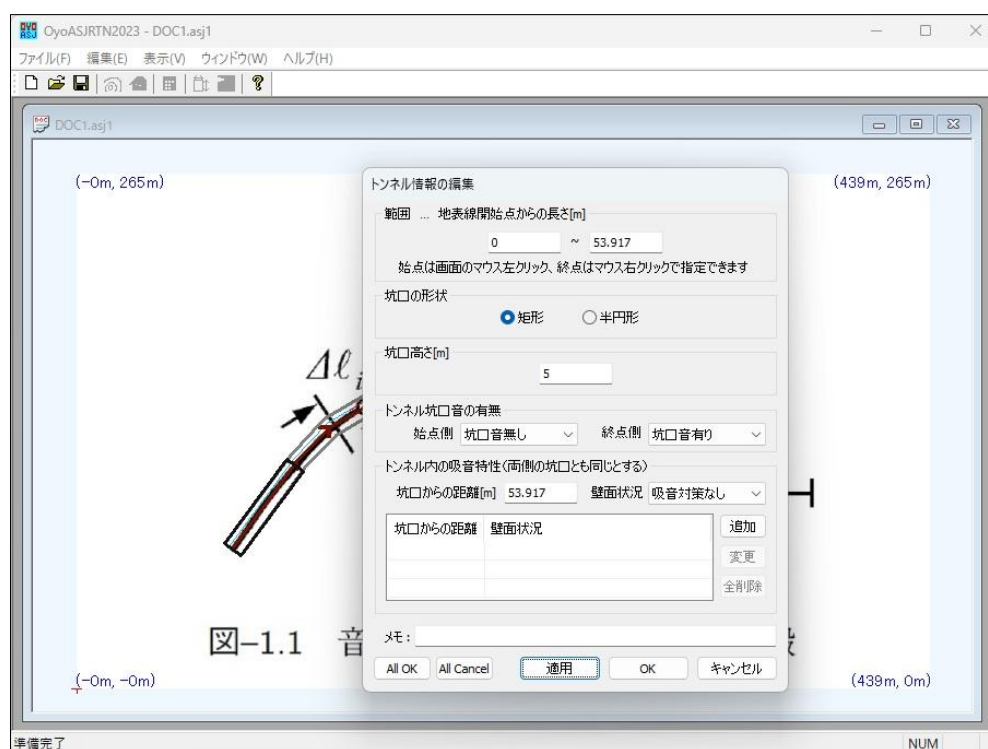 OyoASJRTN2023 - DOC1.asj1
ファイル(F) 編集(E) 表示(V) ウィンドウ(W) ヘルプ(H)
DOC1.asj1
(-0m, 265m)
(439m, 265m)
トンネル情報の編集
範囲 ... 地表線開始点からの長さ[m]
0 ~ 53.917
始点は画面のマウス左クリック、終点はマウス右クリックで指定できます
坑口の形状
矩形 半円形
坑口高さ[m]
5
トンネル坑口音の有無
始点側 坑口音無し 終点側 坑口音有り
トンネル内の吸音特性(両側の坑口とも同じとする)
坑口からの距離[m] 53.917 壁面状況 吸音対策なし
坑口からの距離 壁面状況
追加
変更
全削除
メモ:
All OK All Cancel 適用 OK キャンセル
Δℓi
図-1.1 音
(-0m, -0m)
(439m, 0m)
準備完了
NUM